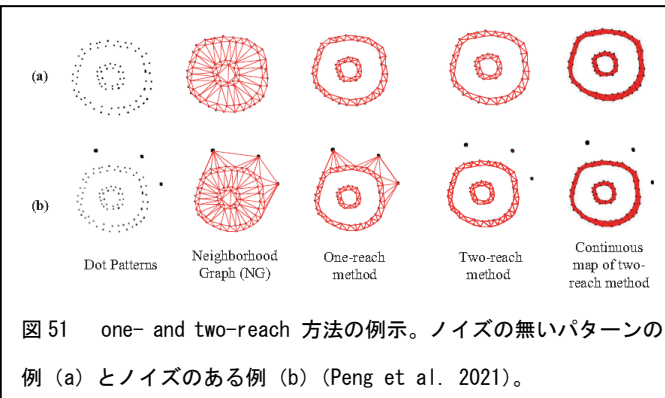 (a)
(b)
Dot Patterns
Neighborhood
Graph (NG)
One-reach
method
Two-reach
method
Continuous
map of two-
reach method
図 51 one- and two-reach 方法の例示。ノイズの無いパターンの
例 (a) とノイズのある例 (b) (Peng et al. 2021)。